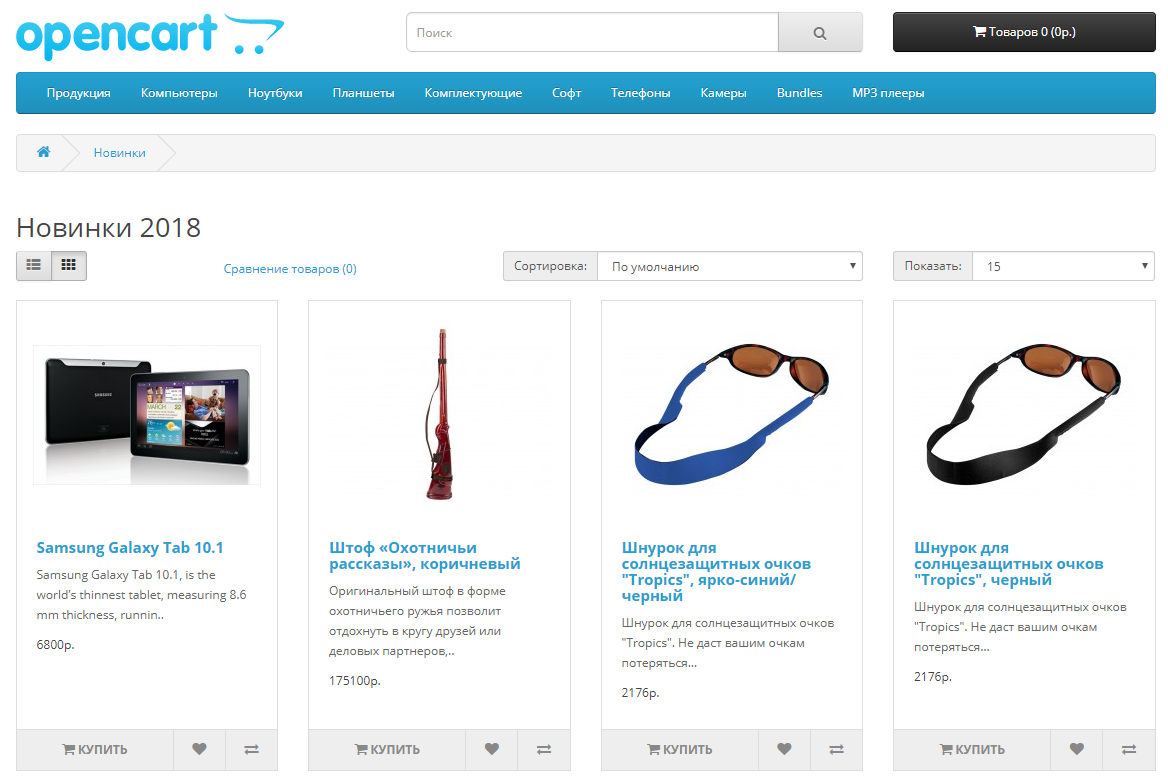 opencart
Поиск
Товаров 0 (0р.)
Продукция Компьютеры Ноутбуки Планшеты Комплектующие Софт Телефоны Камеры Bundles MP3 плееры
Новинки
Новинки 2018
Сравнение товаров (0)
Сортировка: По умолчанию
Показать: 15
SAMSUNG
MARCH 22
Samsung Galaxy Tab 10.1
Samsung Galaxy Tab 10.1, is the
world's thinnest tablet, measuring 8.6
mm thickness, runnin..
6800р.
КУПИТЬ
Штоф «Охотничьи
рассказы», коричневый
Оригинальный штоф в форме
охотничьего ружья позволит
отдохнуть в кругу друзей или
деловых партнеров,..
175100р.
КУПИТЬ
Шнурок для
солнцезащитных очков
"Tropics", ярко-синий/
черный
Шнурок для солнцезащитных очков
"Tropics". Не даст вашим очкам
потеряться...
2176р.
КУПИТЬ
Шнурок для
солнцезащитных очков
"Tropics", черный
Шнурок для солнцезащитных очков
"Tropics". Не даст вашим очкам
потеряться...
2176р.
КУПИТЬ